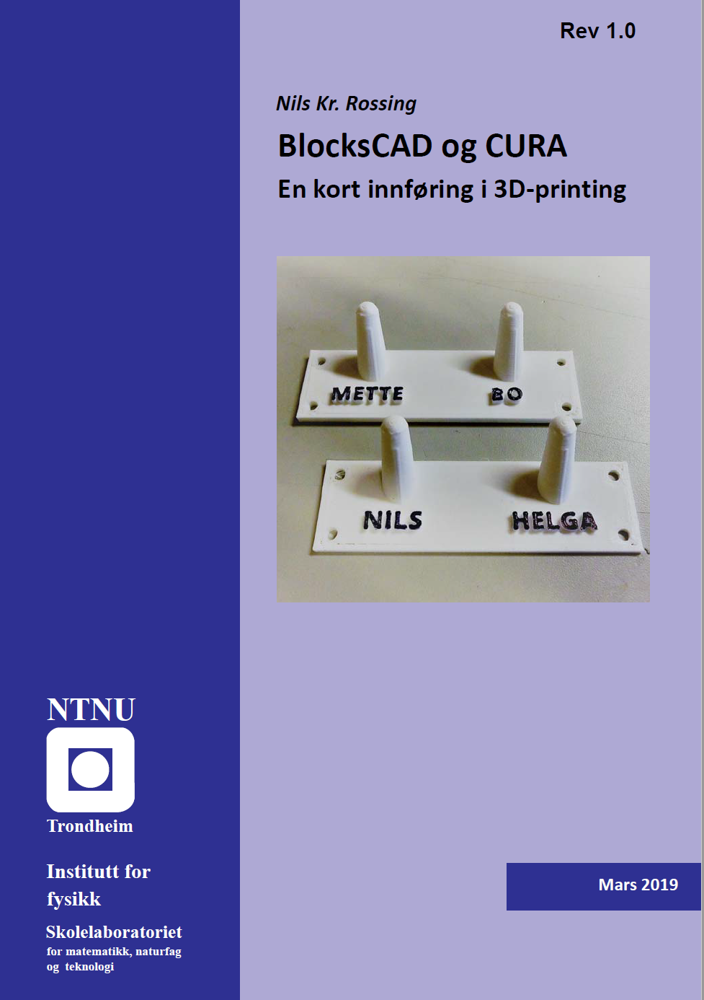 Rev 1.0
Nils Kr. Rossing
BlocksCAD og CURA
En kort innføring i 3D-printing
METTE BO
NILS HELGA
NTNU
Trondheim
Institutt for
fysikk
Skolelaboratoriet
for matematikk, naturfag
og teknologi
Mars 2019